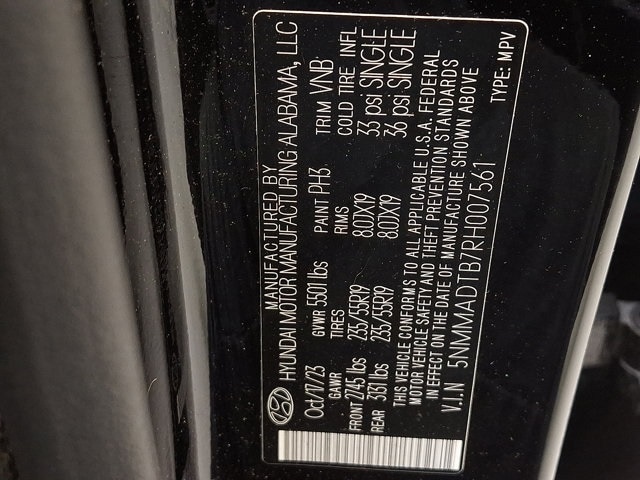 MANUFACTURED BY
HYUNDAI MOTOR MANUFACTURING ALABAMA, LLC
Oct/17/23 GVWR 5501 lbs PAINT PH3 TRIM VNB
GAWR TIRES RIMS COLD TIRE INFL
FRONT 2745 lbs 235/55R19 8.0JX19 33 psi SINGLE
REAR 3131 lbs 235/55R19 8.0JX19 36 psi SINGLE
THIS VEHICLE CONFORMS TO ALL APPLICABLE U.S.A. FEDERAL
MOTOR VEHICLE SAFETY AND THEFT PREVENTION STANDARDS
IN EFFECT ON THE DATE OF MANUFACTURE SHOWN ABOVE
V.I.N 5NMMADTB7RH007561
TYPE: MPV